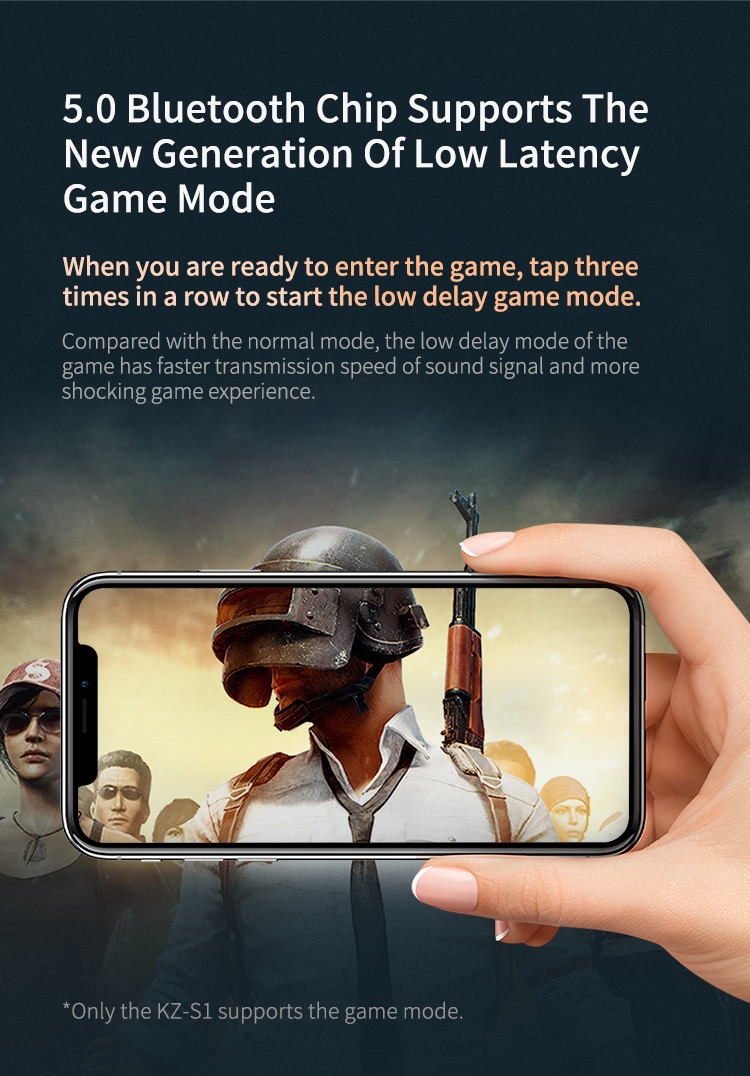 5.0 Bluetooth Chip Supports The
New Generation Of Low Latency
Game Mode
When you are ready to enter the game, tap three
times in a row to start the low delay game mode.
Compared with the normal mode, the low delay mode of the
game has faster transmission speed of sound signal and more
shocking game experience.
*Only the KZ-S1 supports the game mode.